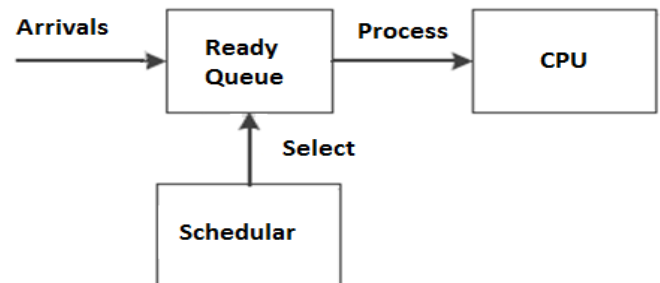 Arrivals
Ready
Queue
Process
CPU
Select
Schedular